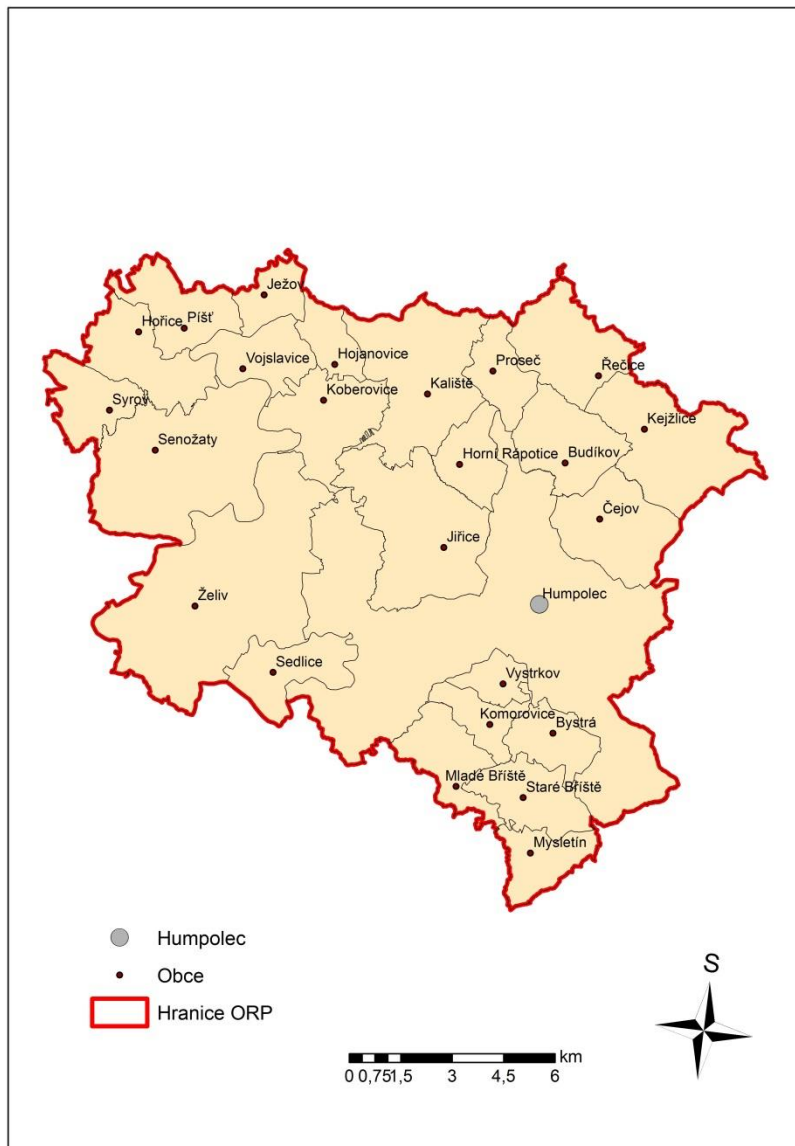 Ježov
Hořice
Píšť
Vojslavice
Hojanovice
Proseč
Řečice
Koberovice
Kaliště
Syrov
Kejžlice
Senožaty
Horní Rápotice
Budíkov
Čejov
Jiřice
Želiv
Humpolec
Sedlice
Vystrkov
Komorovice
Bystrá
Mladé Bříště
Staré Bříště
Mysletín
Humpolec
Obce
Hranice ORP
S
km
0 0,75 1,5 3 4,5 6